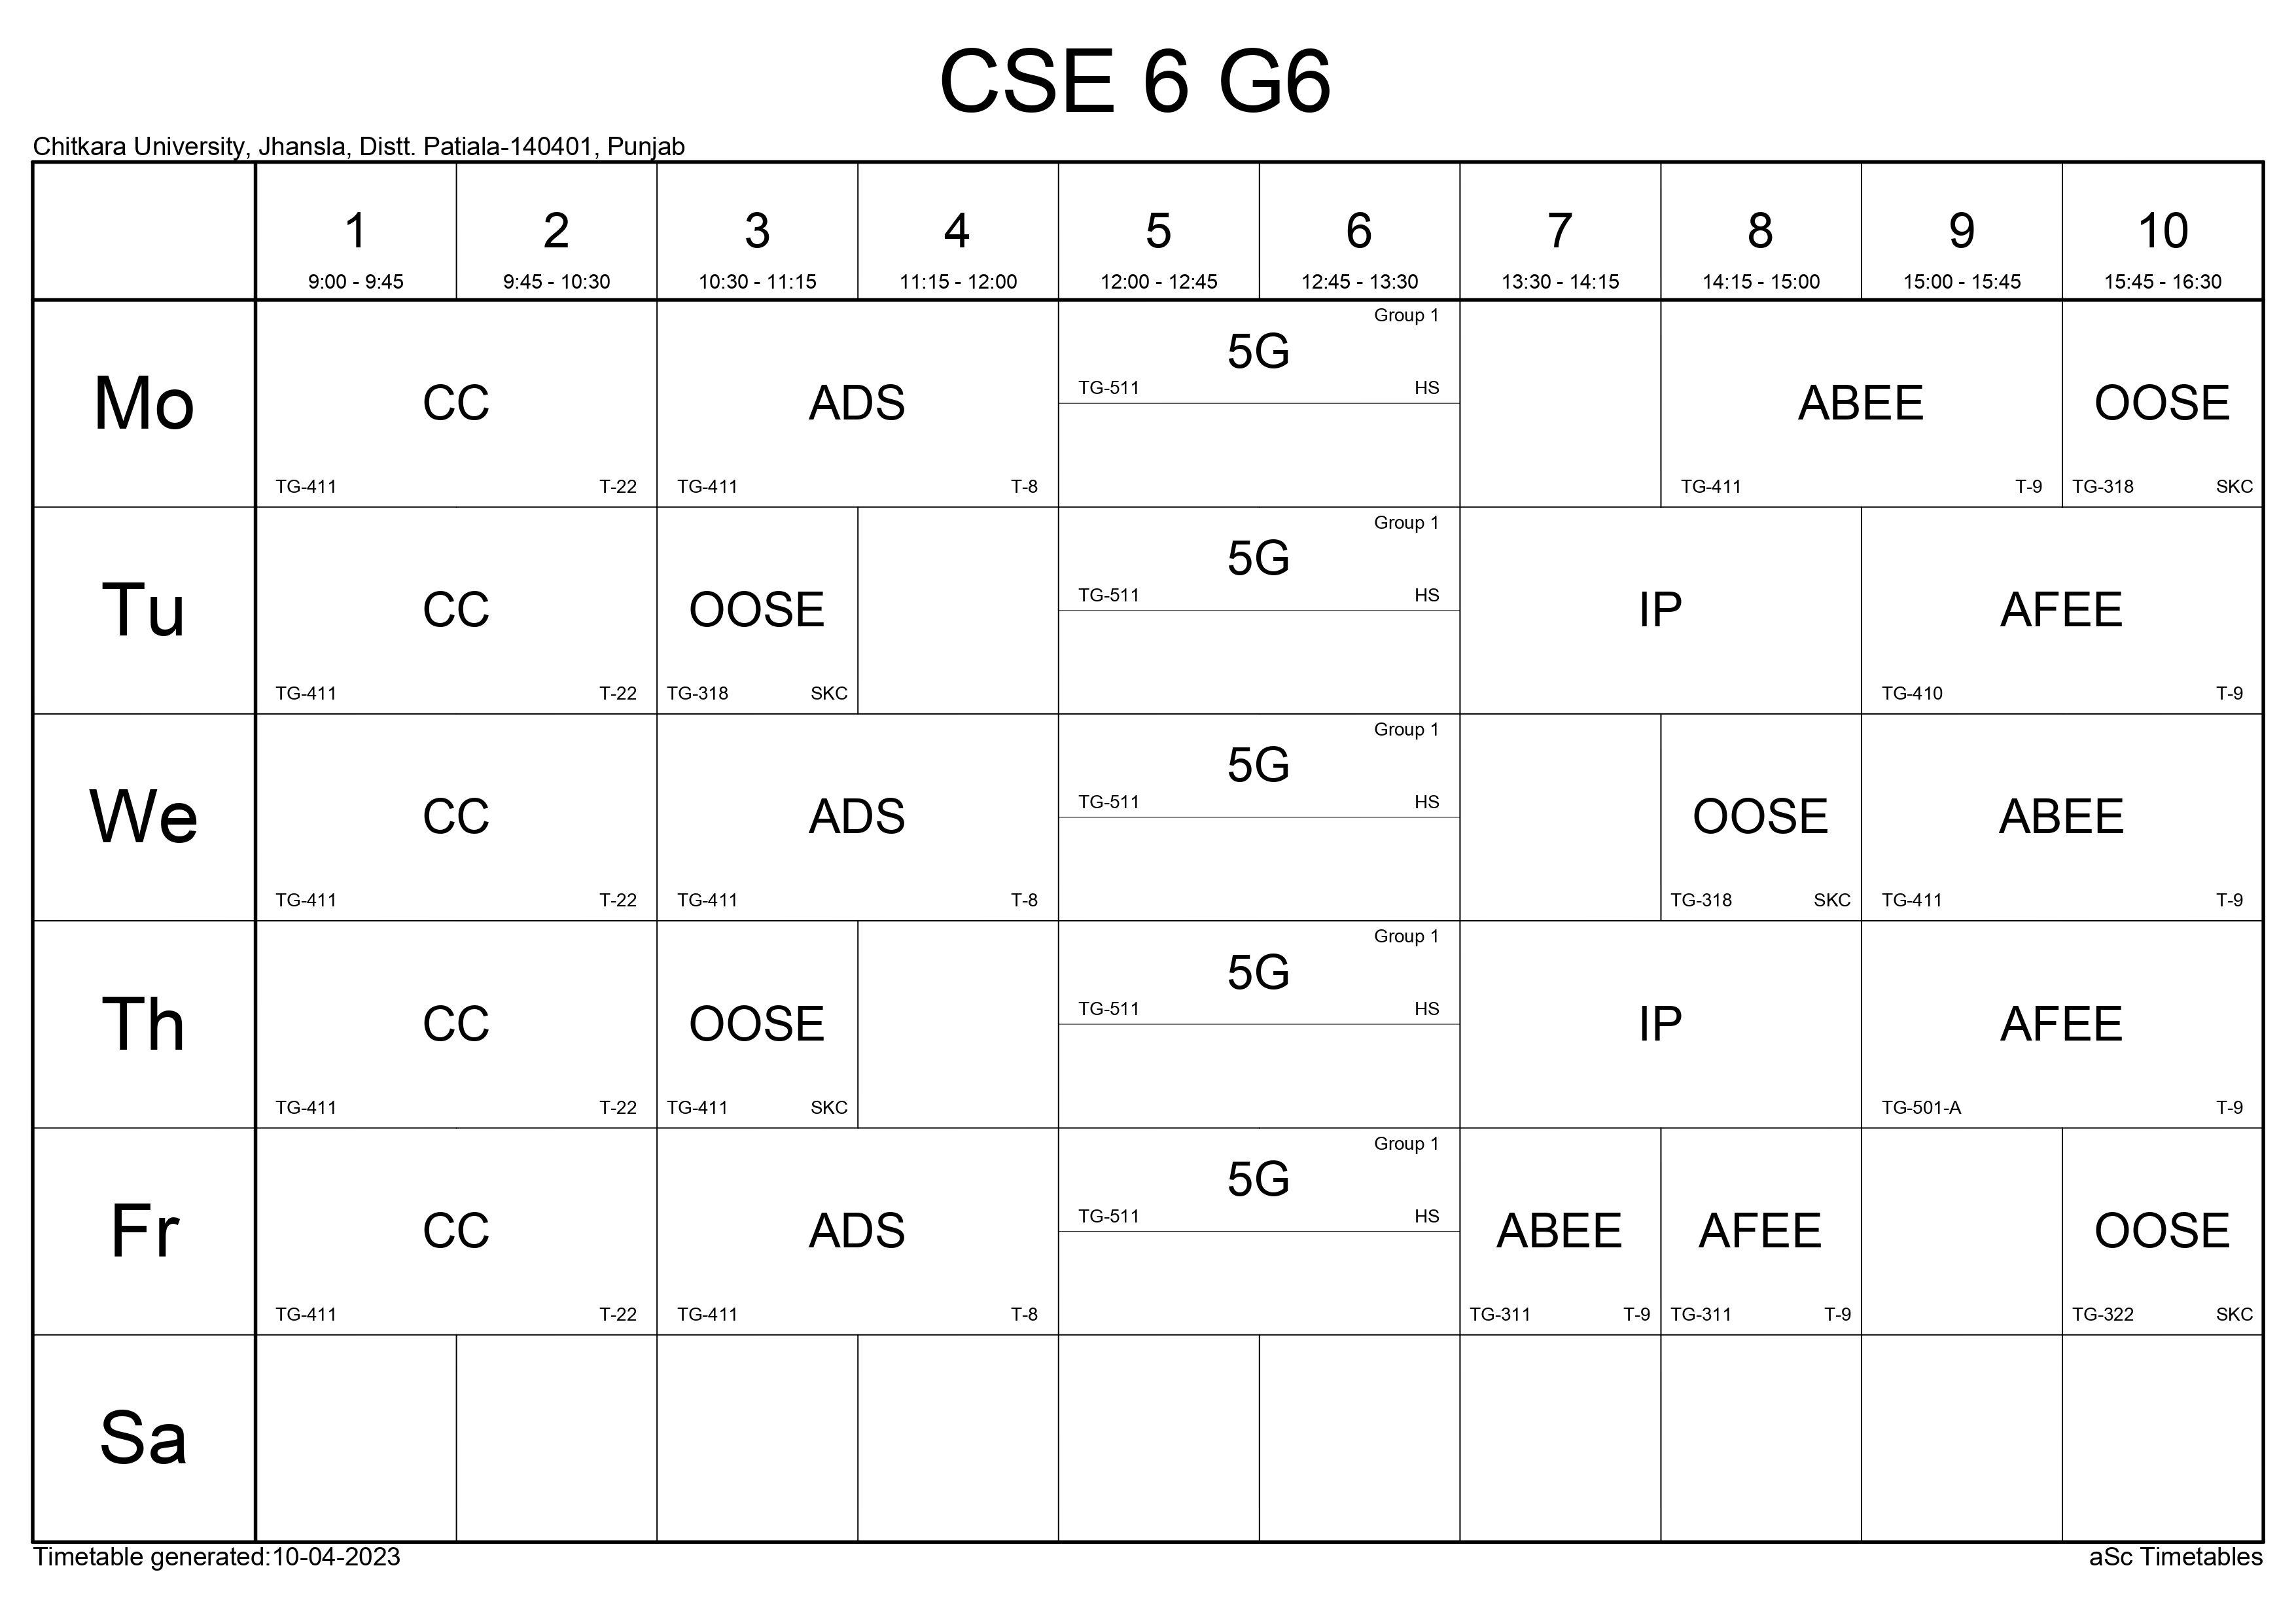 CSE 6 G6
Chitkara University, Jhansla, Distt. Patiala-140401, Punjab
1 2 3 4 5 6 7 8 9 10
9:00 - 9:45 9:45 - 10:30 10:30 - 11:15 11:15 - 12:00 12:00 - 12:45 12:45 - 13:30 13:30 - 14:15 14:15 - 15:00 15:00 - 15:45 15:45 - 16:30
Group 1
5G
TG-511 HS
Mo CC ADS ABEE OOSE
TG-411 T-22 TG-411 T-8 TG-411 T-9 TG-318 SKC
Group 1
5G
TG-511 HS
Tu CC OOSE IP AFEE
TG-411 T-22 TG-318 SKC TG-410 T-9
Group 1
5G
TG-511 HS
We CC ADS OOSE ABEE
TG-411 T-22 TG-411 T-8 TG-318 SKC TG-411 T-9
Group 1
5G
TG-511 HS
Th CC OOSE IP AFEE
TG-411 T-22 TG-411 SKC TG-501-A T-9
Group 1
5G
TG-511 HS
Fr CC ADS ABEE AFEE OOSE
TG-411 T-22 TG-411 T-8 TG-311 T-9 TG-311 T-9 TG-322 SKC
Sa
Timetable generated:10-04-2023 aSc Timetables